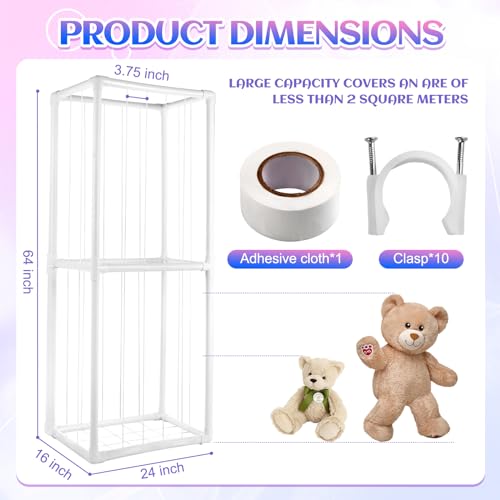 PRODUCT DIMENSIONS
3.75 inch
LARGE CAPACITY COVERS AN ARE OF
LESS THAN 2 SQUARE METERS
64 inch
Adhesive cloth*1
Clasp*10
16 inch
24 inch